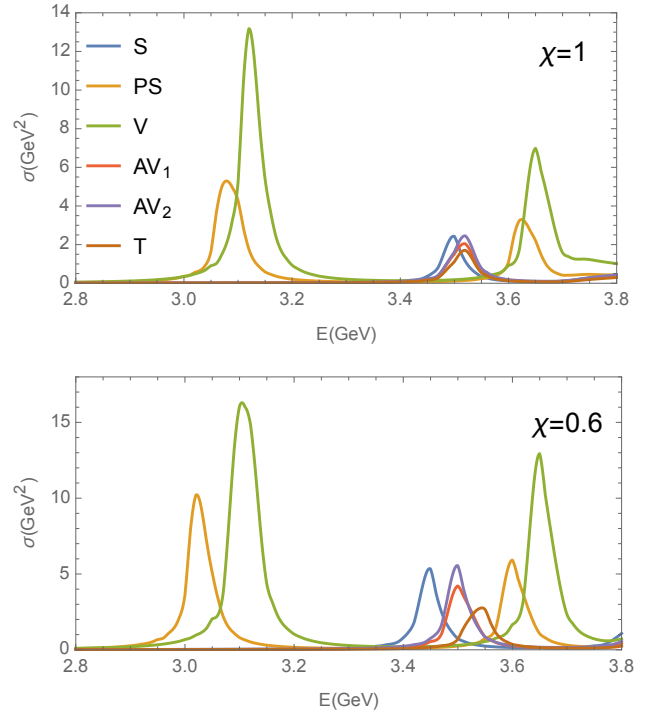 14
12
10
8
6
4
2
0
σ(GeV²)
S
PS
V
AV₁
AV₂
T
χ=1
2.8 3.0 3.2 3.4 3.6 3.8
E(GeV)
15
10
5
0
σ(GeV²)
χ=0.6
2.8 3.0 3.2 3.4 3.6 3.8
E(GeV)